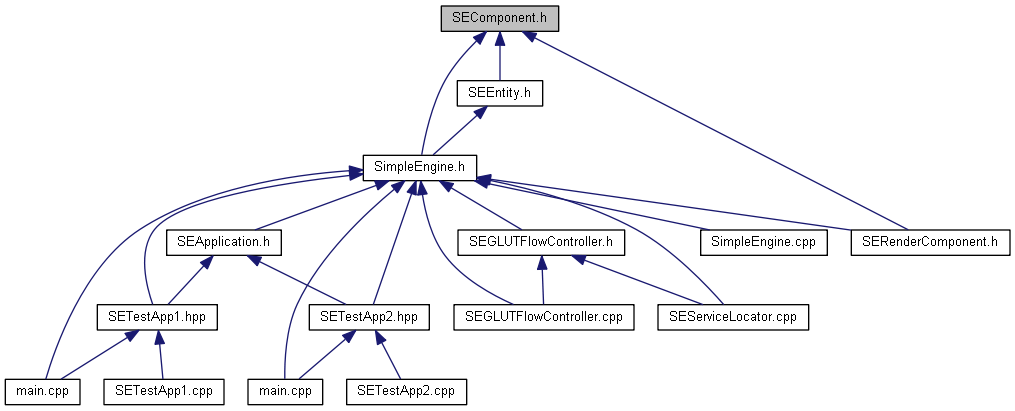 SEComponent.h
SEEntity.h
SimpleEngine.h
SEApplication.h
SEGLUTFlowController.h
SimpleEngine.cpp
SERenderComponent.h
SETestApp1.hpp
SETestApp2.hpp
SEGLUTFlowController.cpp
SEServiceLocator.cpp
main.cpp
SETestApp1.cpp
main.cpp
SETestApp2.cpp